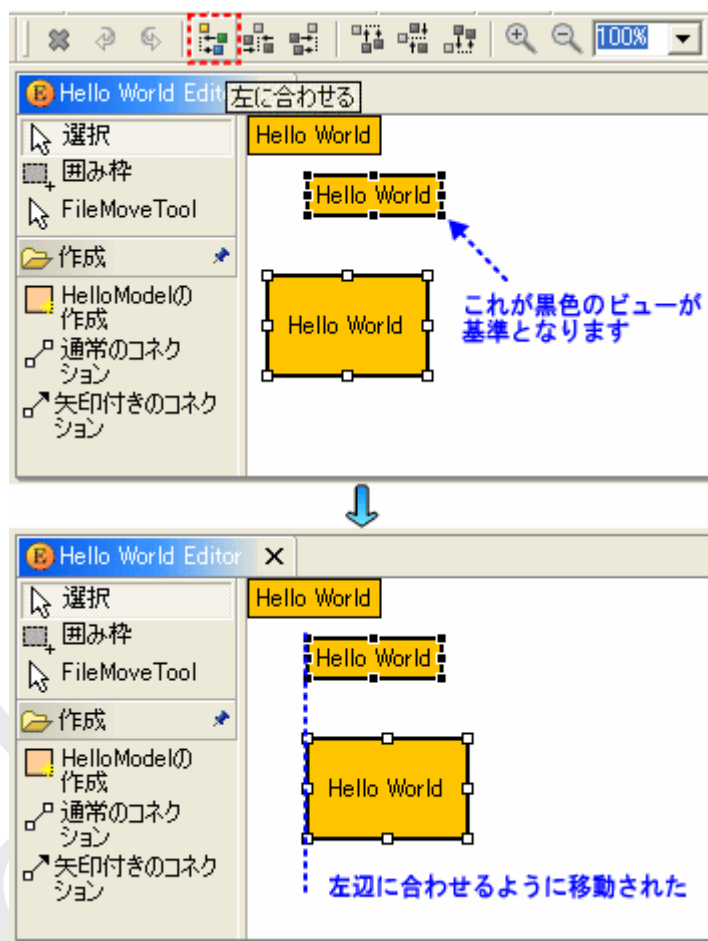 100%
Hello World Edit
左に合わせる
選択
囲み枠
FileMoveTool
作成
HelloModelの
作成
通常のコネク
ション
矢印付きのコネク
ション
Hello World
Hello World
Hello World
これが黒色のビューが
基準となります
Hello World Editor
選択
囲み枠
FileMoveTool
作成
HelloModelの
作成
通常のコネク
ション
矢印付きのコネク
ション
Hello World
Hello World
Hello World
左辺に合わせるように移動された